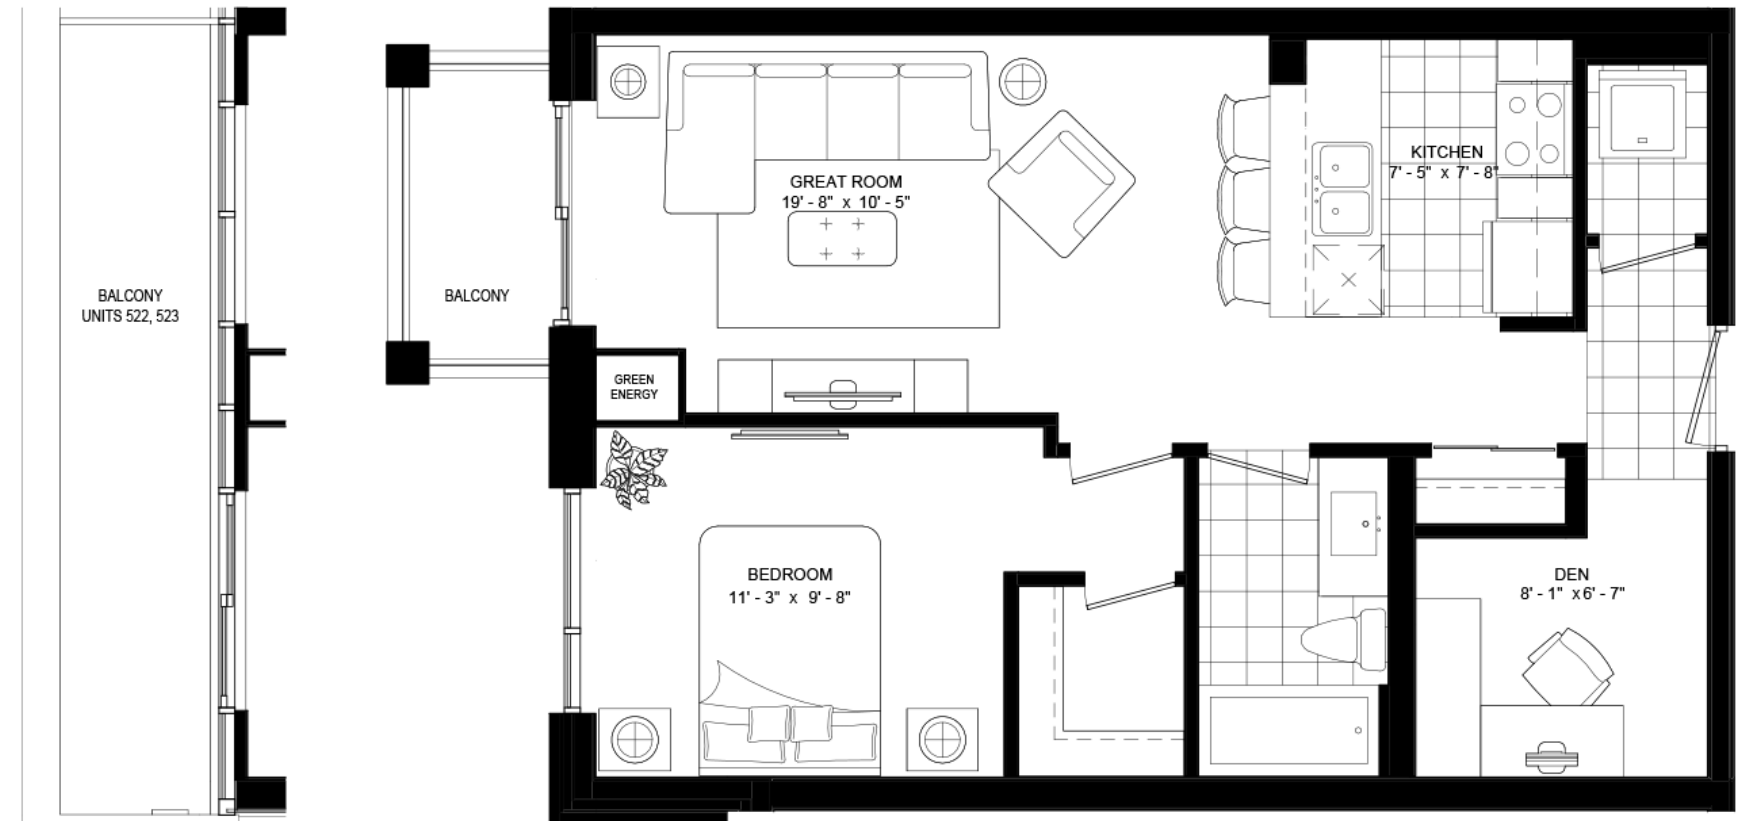 BALCONY
UNITS 522, 523
BALCONY
GREAT ROOM
19' - 8" x 10' - 5"
KITCHEN
7' - 5" x 7' - 8"
GREEN
ENERGY
BEDROOM
11' - 3" x 9' - 8"
DEN
8' - 1" x 6' - 7"